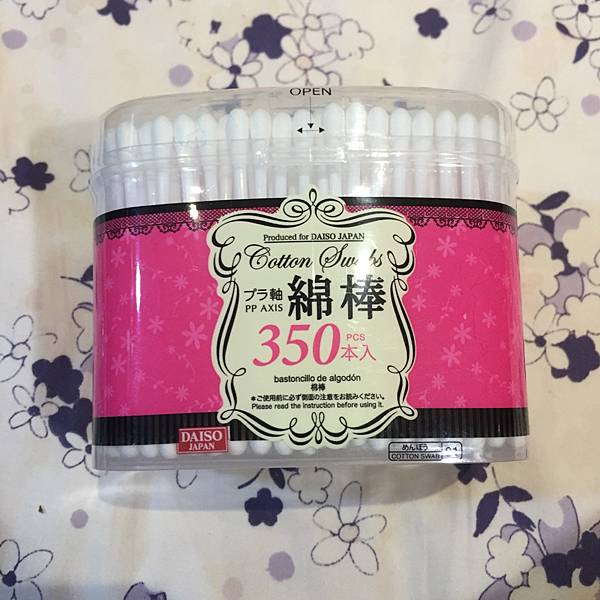 OPEN
Produced for DAISO JAPAN
Cotton Swabs
プラ軸
PP AXIS
綿棒
350 PCS
本入
bastoncillo de algodón
棉棒
＊ご使用前に必ず側面の注意をお読みください。
Please read the instruction before using it.
DAISO
JAPAN
めんぼう
COTTON SWAB